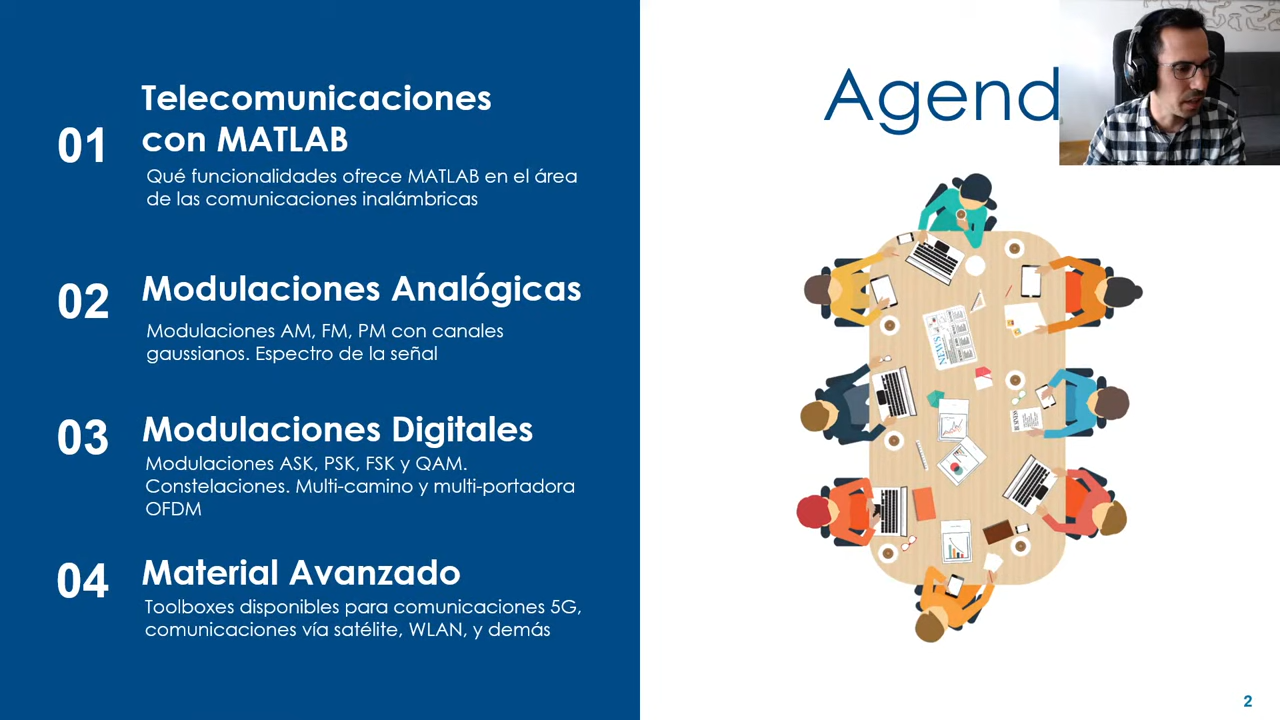 Agend
01
Telecomunicaciones
con MATLAB
Qué funcionalidades ofrece MATLAB en el área
de las comunicaciones inalámbricas
02
Modulaciones Analógicas
Modulaciones AM, FM, PM con canales
gaussianos. Espectro de la señal
03
Modulaciones Digitales
Modulaciones ASK, PSK, FSK y QAM.
Constelaciones. Multi-camino y multi-portadora
OFDM
04
Material Avanzado
Toolboxes disponibles para comunicaciones 5G,
comunicaciones vía satélite, WLAN, y demás
NEWS
NEWS
2